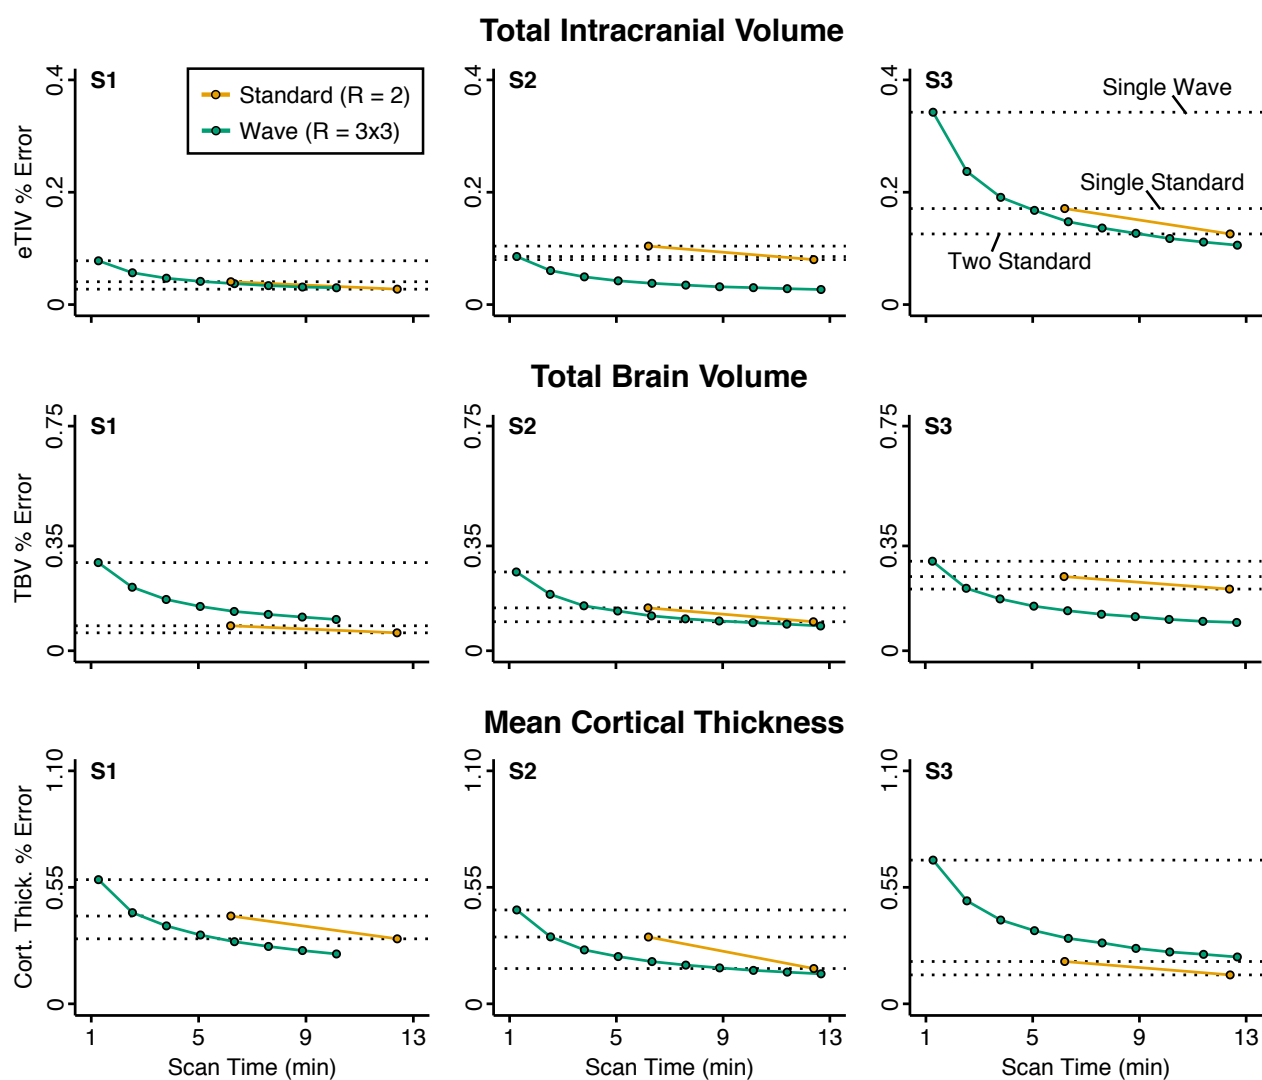 Total Intracranial Volume
eTIV % Error
0.4
0.2
0
S1
Standard (R = 2)
Wave (R = 3x3)
0.4
0.2
0
S2
0.4
0.2
0
S3
Single Wave
Single Standard
Two Standard
Total Brain Volume
TBV % Error
0.75
0.35
0
S1
0.75
0.35
0
S2
0.75
0.35
0
S3
Mean Cortical Thickness
Cort. Thick. % Error
1.10
0.55
0
S1
1.10
0.55
0
S2
1.10
0.55
0
S3
1 5 9 13
1 5 9 13
1 5 9 13
Scan Time (min)
Scan Time (min)
Scan Time (min)